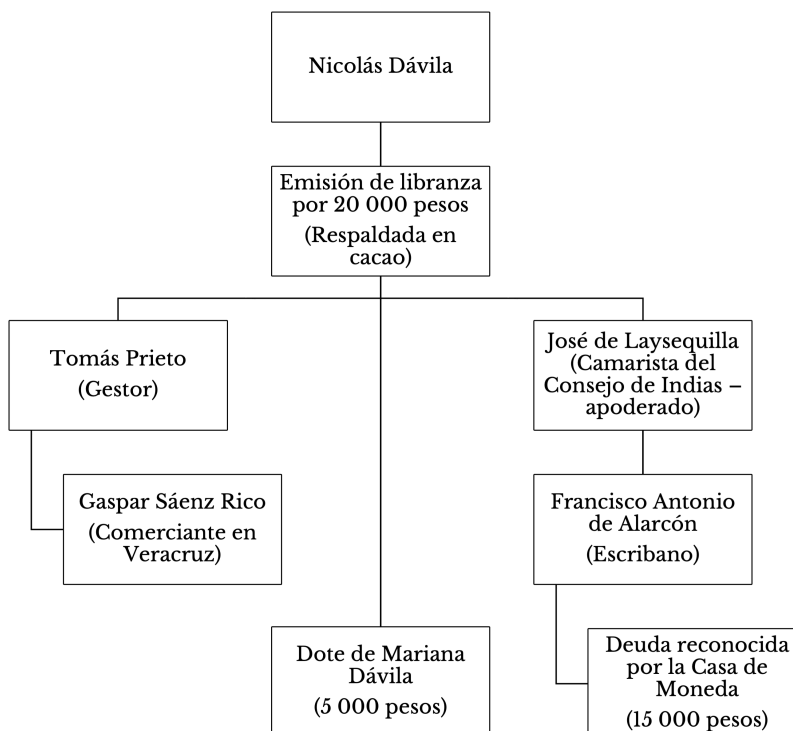 Nicolás Dávila
Emisión de libranza
por 20 000 pesos
(Respaldada en
cacao)
Tomás Prieto
(Gestor)
José de Laysequilla
(Camarista del
Consejo de Indias –
apoderado)
Gaspar Sáenz Rico
(Comerciante en
Veracruz)
Francisco Antonio
de Alarcón
(Escribano)
Dote de Mariana
Dávila
(5 000 pesos)
Deuda reconocida
por la Casa de
Moneda
(15 000 pesos)